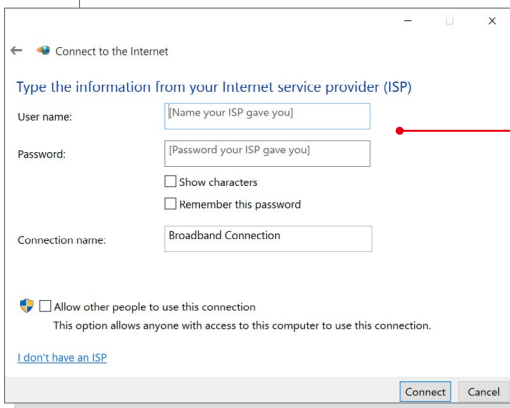 Connect to the Internet
Type the information from your Internet service provider (ISP)
User name:
[Name your ISP gave you]
Password:
[Password your ISP gave you]
Show characters
Remember this password
Connection name:
Broadband Connection
Allow other people to use this connection
This option allows anyone with access to this computer to use this connection.
I don't have an ISP
Connect Cancel